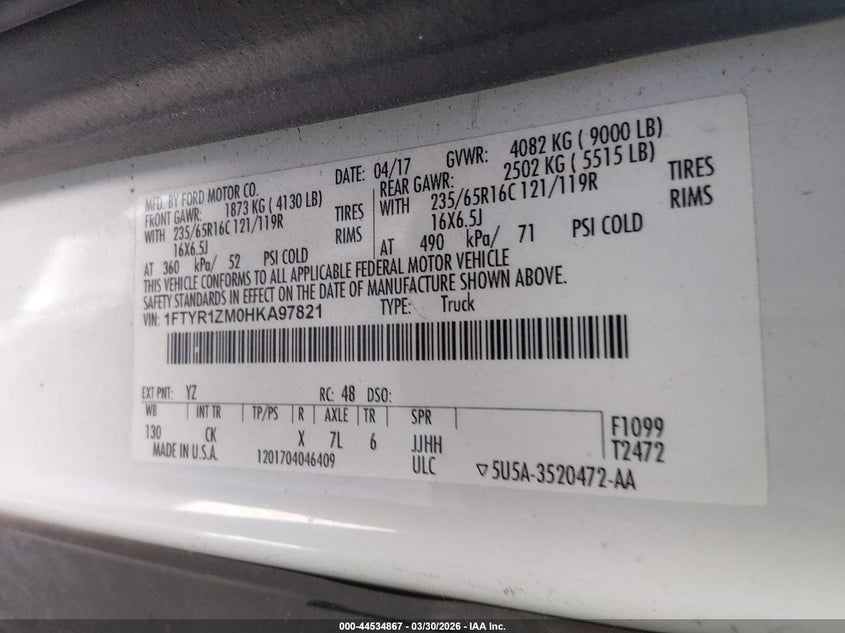 MFD. BY FORD MOTOR CO.
DATE: 04/17 GVWR: 4082 KG ( 9000 LB)
FRONT GAWR: 1873 KG ( 4130 LB)
REAR GAWR: 2502 KG ( 5515 LB)
WITH 235/65R16C 121/119R TIRES
WITH 235/65R16C 121/119R TIRES
16X6.5J RIMS
16X6.5J RIMS
AT 360 kPa/ 52 PSI COLD
AT 490 kPa/ 71 PSI COLD
THIS VEHICLE CONFORMS TO ALL APPLICABLE FEDERAL MOTOR VEHICLE
SAFETY STANDARDS IN EFFECT ON THE DATE OF MANUFACTURE SHOWN ABOVE.
VIN: 1FTYR1ZM0HKA97821 TYPE: Truck
EXT PNT: YZ RC: 48 DSO:
WB INT TR TP/PS R AXLE TR SPR
130 CK X 7L 6 JJHH
F1099
T2472
MADE IN U.S.A. 1201704046409 ULC ▽5U5A-3520472-AA
000-44534867 - 03/30/2026 - IAA Inc.